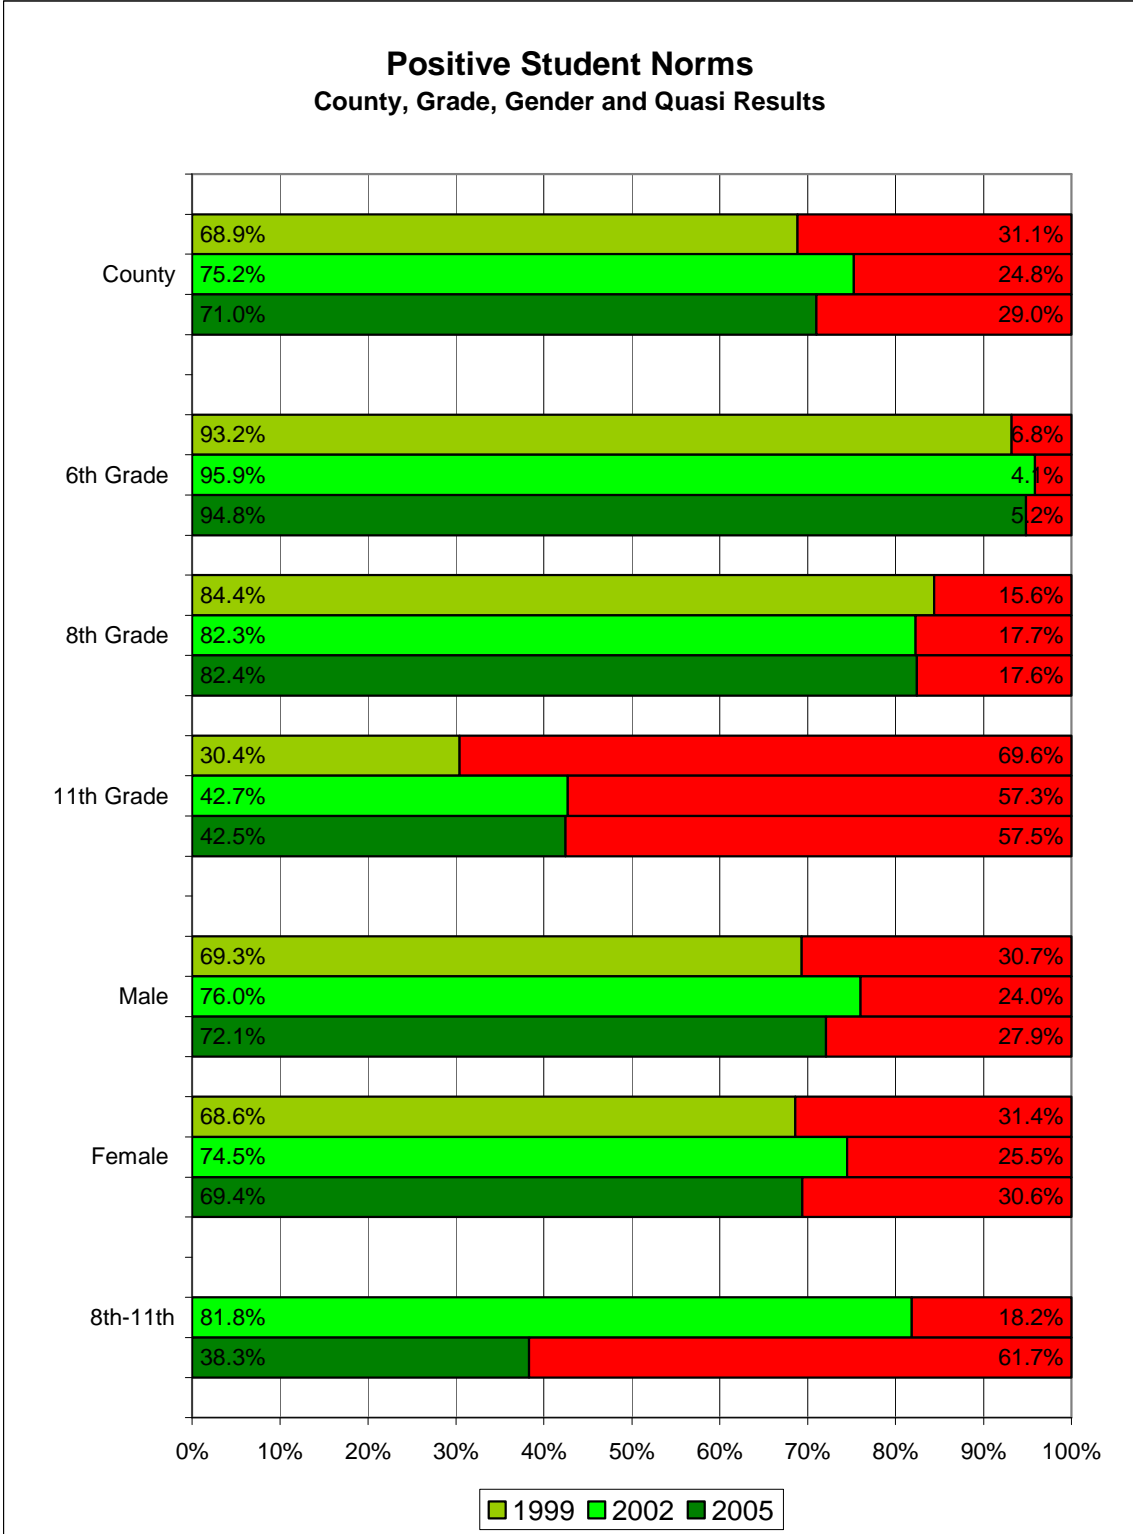 Positive Student Norms
County, Grade, Gender and Quasi Results
68.9% 31.1%
County
75.2% 24.8%
71.0% 29.0%
93.2% 6.8%
6th Grade
95.9% 4.1%
94.8% 5.2%
84.4% 15.6%
8th Grade
82.3% 17.7%
82.4% 17.6%
30.4% 69.6%
11th Grade
42.7% 57.3%
42.5% 57.5%
69.3% 30.7%
Male
76.0% 24.0%
72.1% 27.9%
68.6% 31.4%
Female
74.5% 25.5%
69.4% 30.6%
8th-11th
81.8% 18.2%
38.3% 61.7%
0% 10% 20% 30% 40% 50% 60% 70% 80% 90% 100%
1999 2002 2005